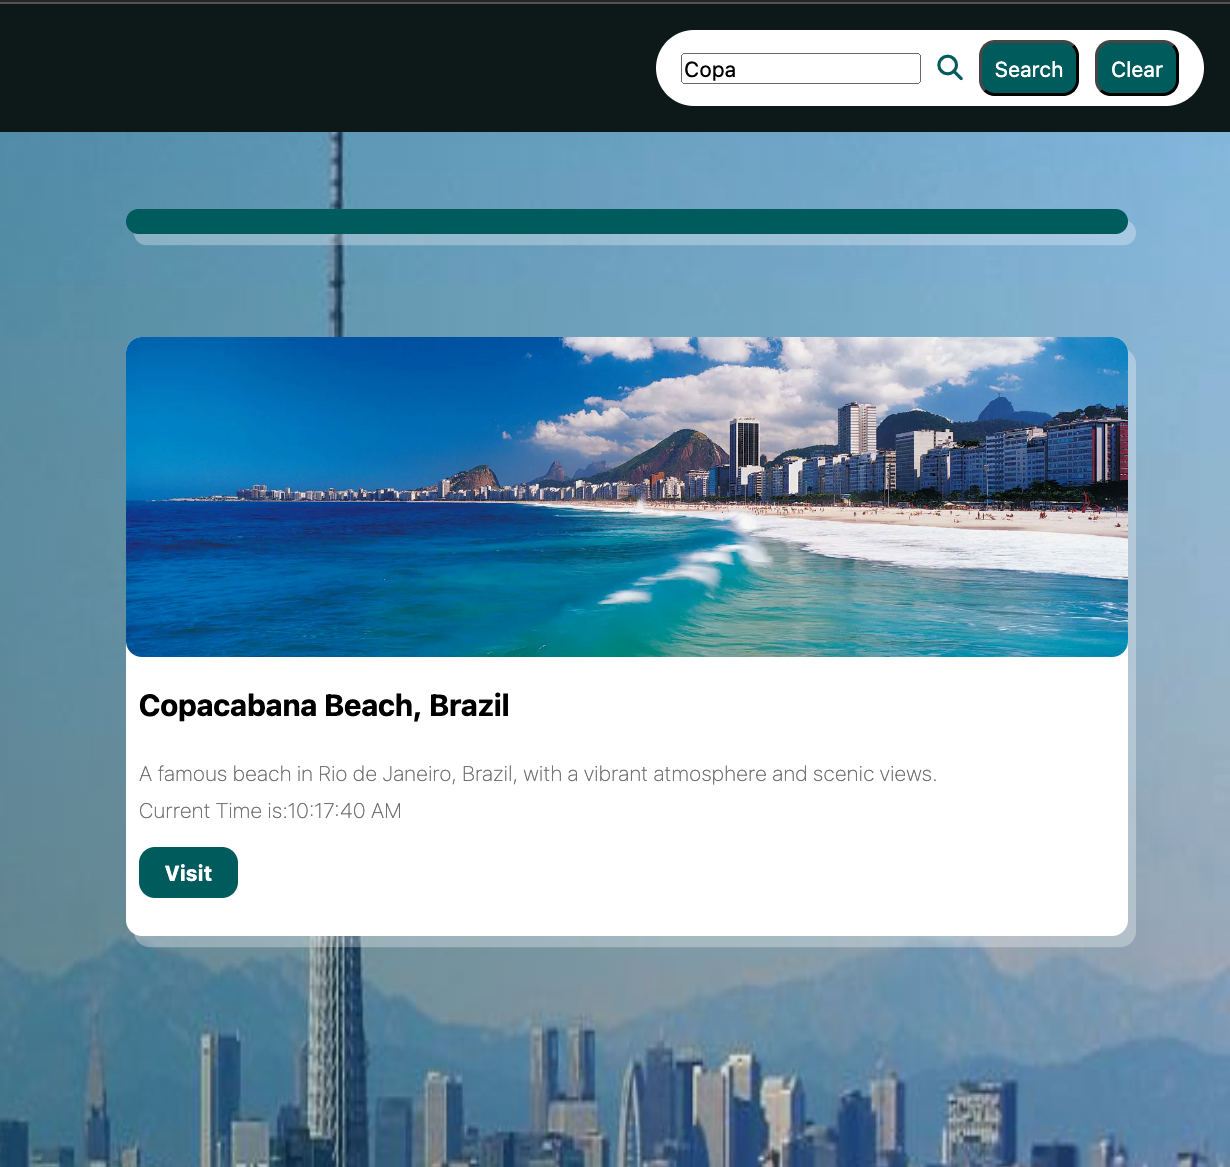 Copa
Search
Clear
Copacabana Beach, Brazil
A famous beach in Rio de Janeiro, Brazil, with a vibrant atmosphere and scenic views.
Current Time is:10:17:40 AM
Visit